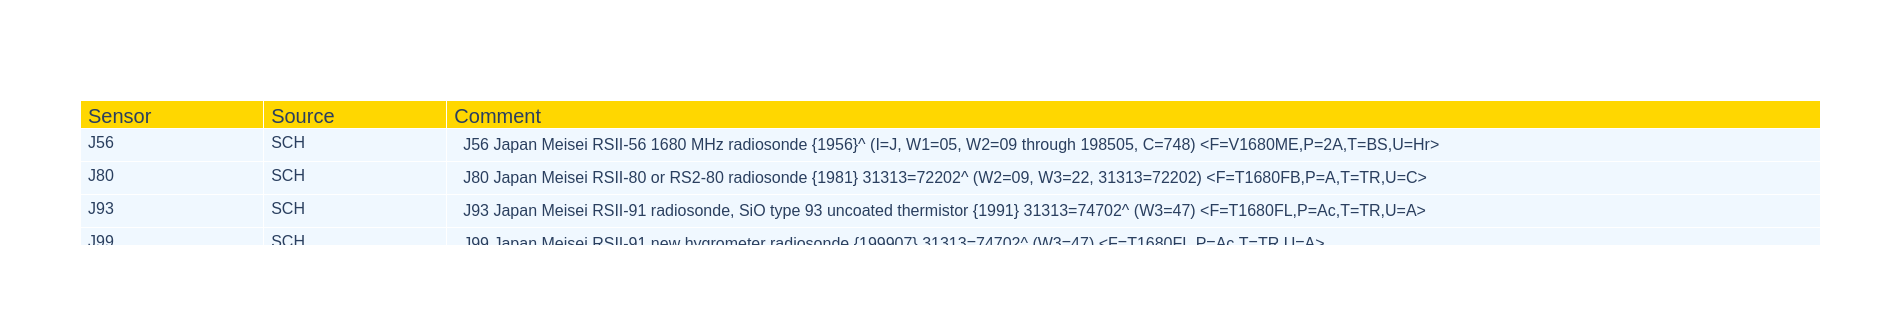 Sensor Source Comment
J56 SCH J56 Japan Meisei RSII-56 1680 MHz radiosonde {1956}^ (I=J, W1=05, W2=09 through 198505, C=748) <F=V1680ME,P=2A,T=BS,U=Hr>
J80 SCH J80 Japan Meisei RSII-80 or RS2-80 radiosonde {1981} 31313=72202^ (W2=09, W3=22, 31313=72202) <F=T1680FB,P=A,T=TR,U=C>
J93 SCH J93 Japan Meisei RSII-91 radiosonde, SiO type 93 uncoated thermistor {1991} 31313=74702^ (W3=47) <F=T1680FL,P=Ac,T=TR,U=A>
J99 SCH J99 Japan Meisei RSII-91 new hygrometer radiosonde {199907} 31313=74702^ (W3=47) <F=T1680FL,P=Ac,T=TR,U=A>